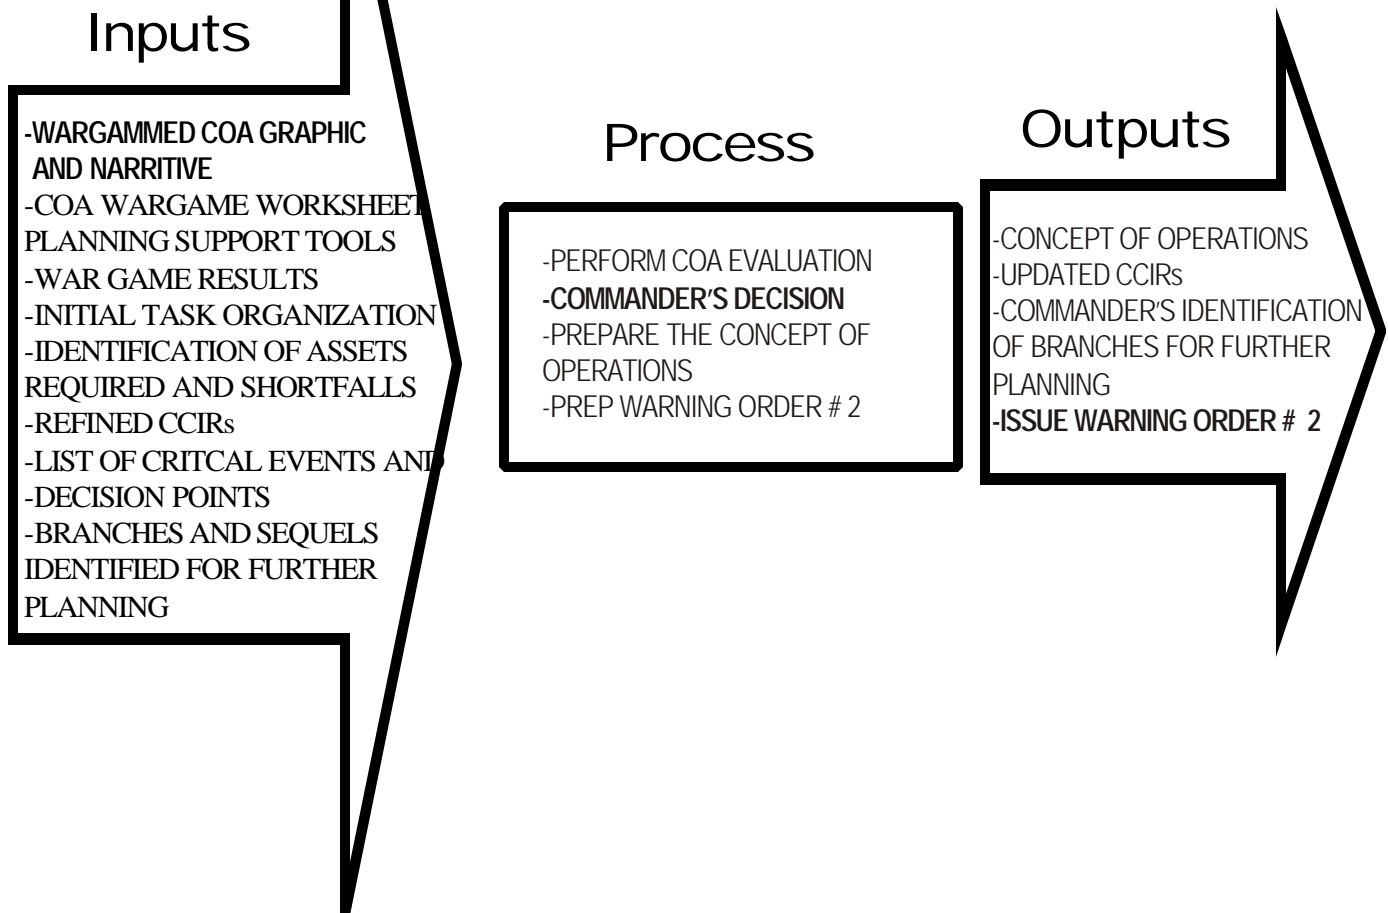 Inputs
-WARGAMMED COA GRAPHIC
AND NARRITIVE
-COA WARGAME WORKSHEET
PLANNING SUPPORT TOOLS
-WAR GAME RESULTS
-INITIAL TASK ORGANIZATION
-IDENTIFICATION OF ASSETS
REQUIRED AND SHORTFALLS
-REFINED CCIRs
-LIST OF CRITCAL EVENTS AND
-DECISION POINTS
-BRANCHES AND SEQUELS
IDENTIFIED FOR FURTHER
PLANNING
Process
-PERFORM COA EVALUATION
-COMMANDER'S DECISION
-PREPARE THE CONCEPT OF
OPERATIONS
-PREP WARNING ORDER # 2
Outputs
-CONCEPT OF OPERATIONS
-UPDATED CCIRs
-COMMANDER'S IDENTIFICATION
OF BRANCHES FOR FURTHER
PLANNING
-ISSUE WARNING ORDER # 2